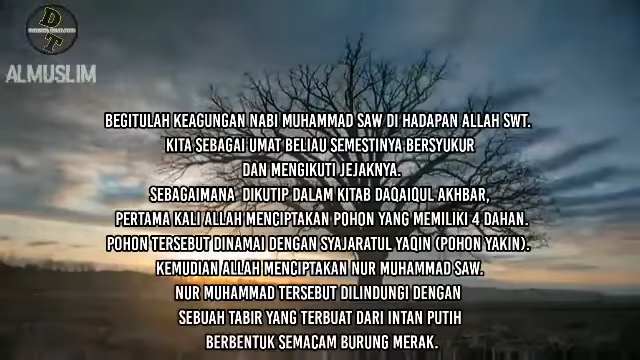 D
T
ALMUSLIM
BEGITULAH KEAGUNGAN NABI MUHAMMAD SAW DI HADAPAN ALLAH SWT.
KITA SEBAGAI UMAT BELIAU SEMESTINYA BERSYUKUR
DAN MENGIKUTI JEJAKNYA.
SEBAGAIMANA DIKUTIP DALAM KITAB DAQAIQUL AKHBAR,
PERTAMA KALI ALLAH MENCIPTAKAN POHON YANG MEMILIKI 4 DAHAN.
POHON TERSEBUT DINAMAI DENGAN SYAJARATUL YAQIN (POHON YAKIN).
KEMUDIAN ALLAH MENCIPTAKAN NUR MUHAMMAD SAW.
NUR MUHAMMAD TERSEBUT DILINDUNGI DENGAN
SEBUAH TABIR YANG TERBUAT DARI INTAN PUTIH
BERBENTUK SEMACAM BURUNG MERAK.